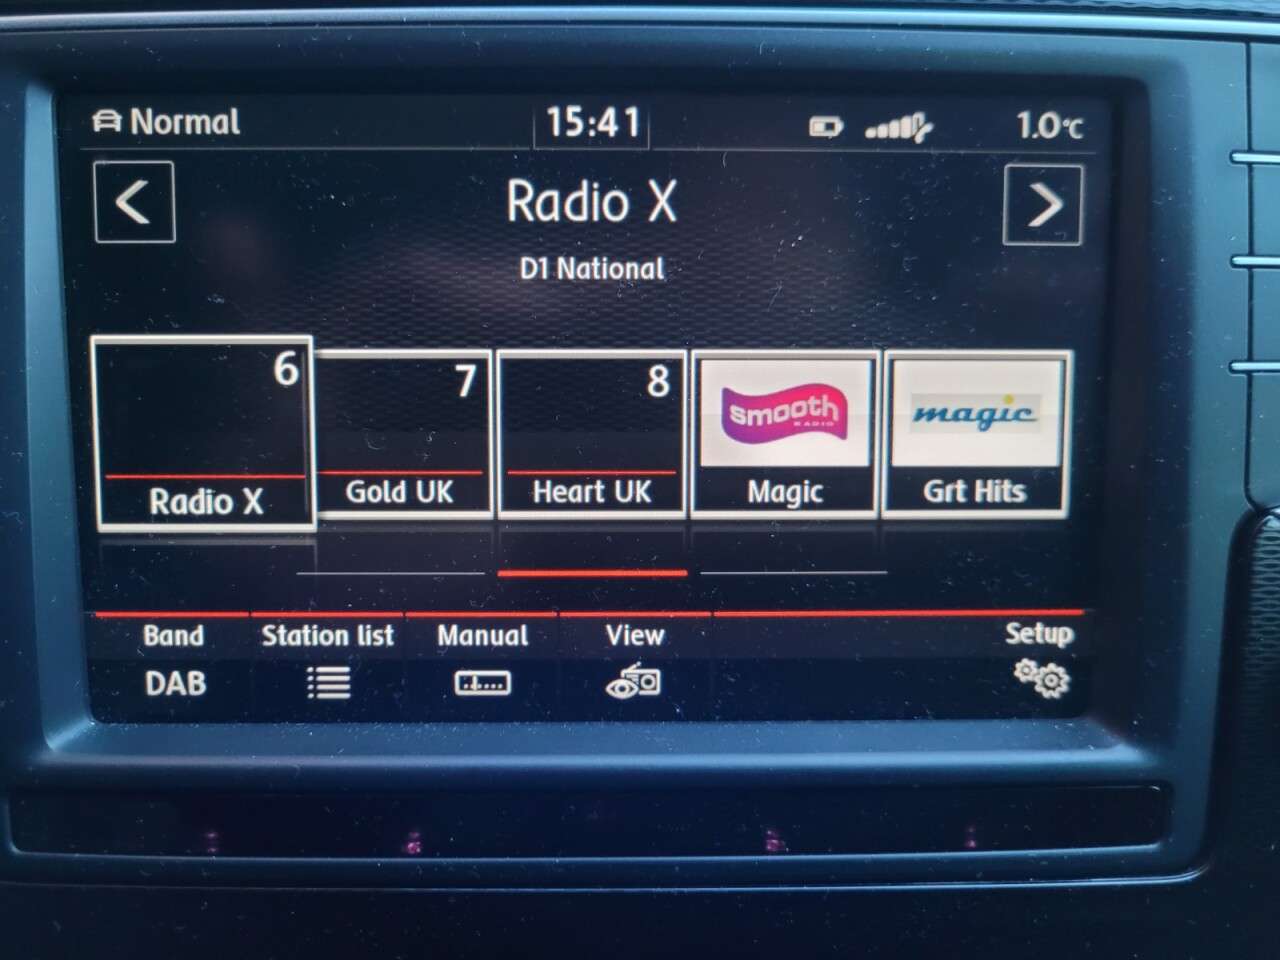 Normal
15:41
1.0°C
Radio X
D1 National
6
Radio X
7
Gold UK
8
Heart UK
smooth
RADIO
Magic
magic
Grt Hits
Band
DAB
Station list
Manual
View
Setup